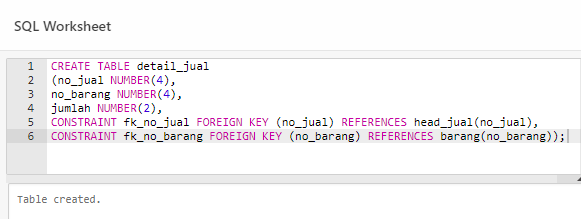 SQL Worksheet
1 CREATE TABLE detail_jual
2 (no_jual NUMBER(4),
3 no_barang NUMBER(4),
4 jumlah NUMBER(2),
5 CONSTRAINT fk_no_jual FOREIGN KEY (no_jual) REFERENCES head_jual(no_jual),
6 CONSTRAINT fk_no_barang FOREIGN KEY (no_barang) REFERENCES barang(no_barang));
Table created.